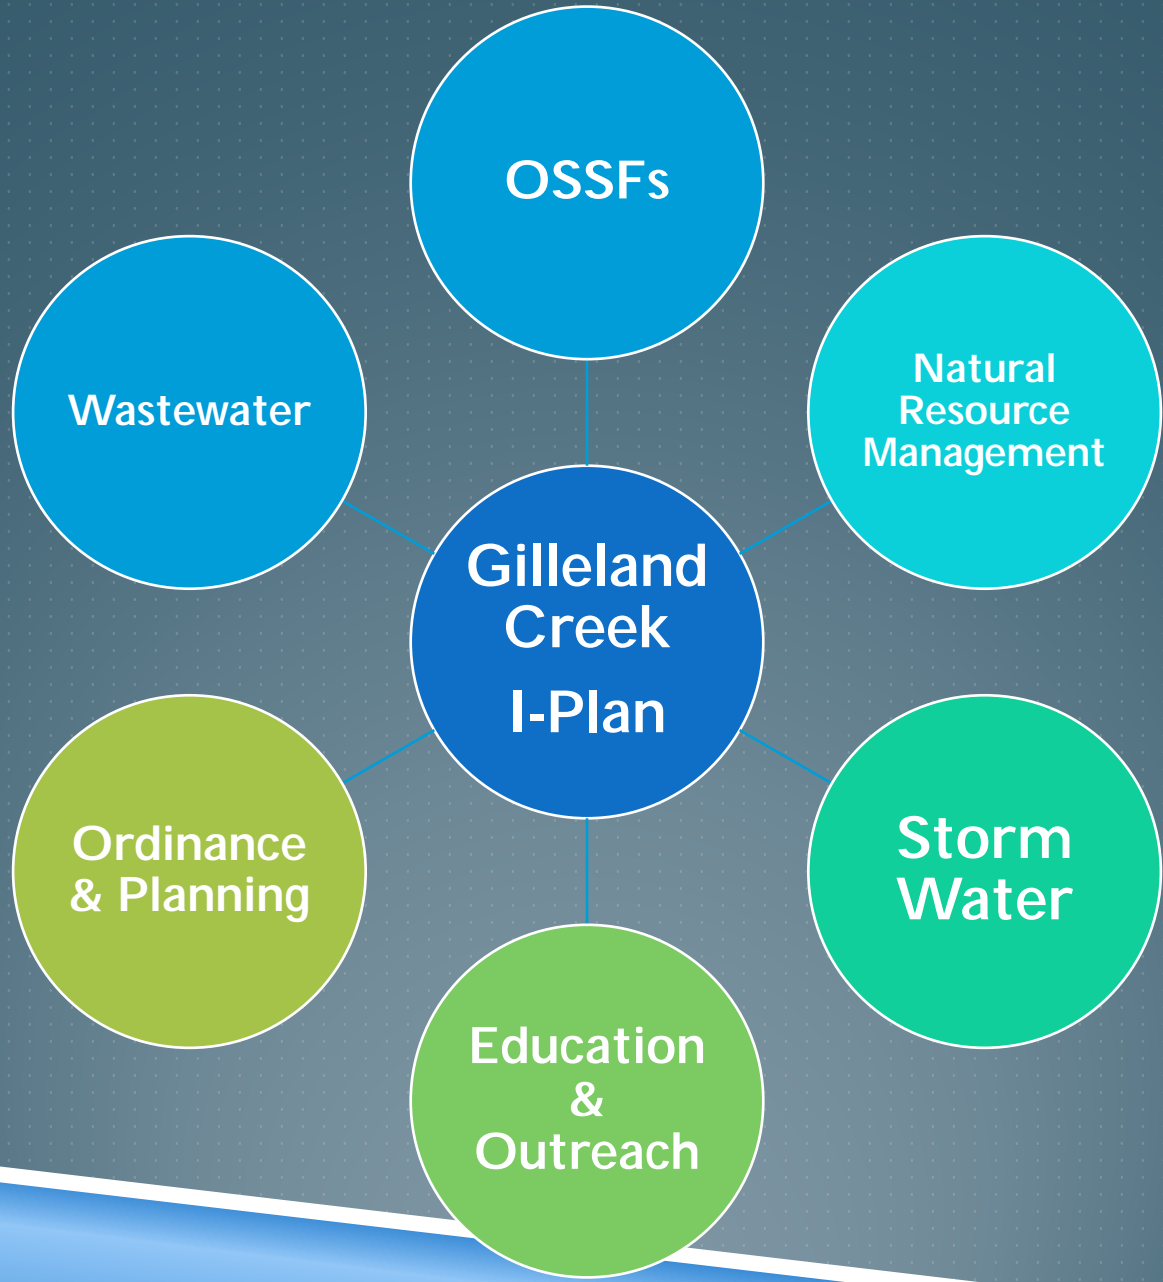 OSSFs
Wastewater
Natural
Resource
Management
Gilleland
Creek
I-Plan
Ordinance
& Planning
Storm
Water
Education
&
Outreach